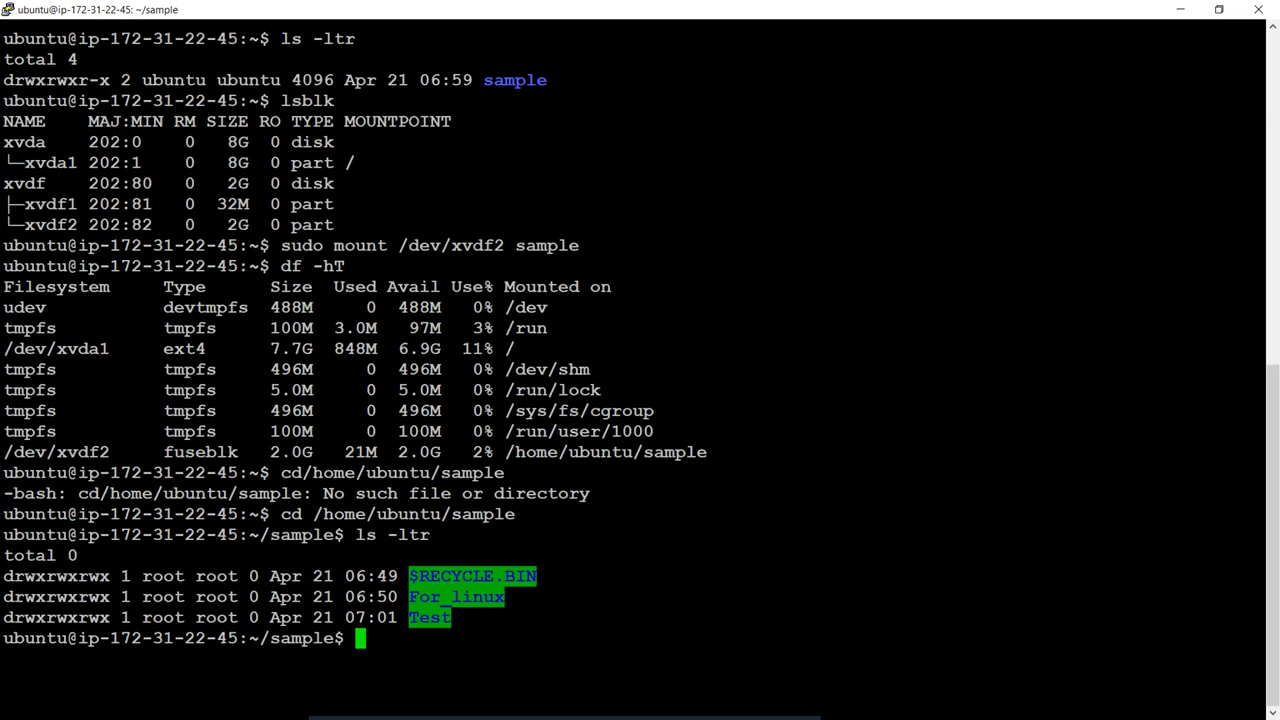 ubuntu@ip-172-31-22-45: ~/sample
ubuntu@ip-172-31-22-45:~$ ls -ltr
total 4
drwxrwxr-x 2 ubuntu ubuntu 4096 Apr 21 06:59 sample
ubuntu@ip-172-31-22-45:~$ lsblk
NAME    MAJ:MIN RM SIZE RO TYPE MOUNTPOINT
xvda    202:0    0   8G  0 disk
└─xvda1 202:1    0   8G  0 part /
xvdf    202:80   0   2G  0 disk
├─xvdf1 202:81   0  32M  0 part
└─xvdf2 202:82   0   2G  0 part
ubuntu@ip-172-31-22-45:~$ sudo mount /dev/xvdf2 sample
ubuntu@ip-172-31-22-45:~$ df -hT
Filesystem     Type      Size  Used Avail Use% Mounted on
udev           devtmpfs  488M     0  488M   0% /dev
tmpfs          tmpfs     100M  3.0M   97M   3% /run
/dev/xvda1     ext4      7.7G  848M  6.9G  11% /
tmpfs          tmpfs     496M     0  496M   0% /dev/shm
tmpfs          tmpfs     5.0M     0  5.0M   0% /run/lock
tmpfs          tmpfs     496M     0  496M   0% /sys/fs/cgroup
tmpfs          tmpfs     100M     0  100M   0% /run/user/1000
/dev/xvdf2     fuseblk   2.0G   21M  2.0G   2% /home/ubuntu/sample
ubuntu@ip-172-31-22-45:~$ cd/home/ubuntu/sample
-bash: cd/home/ubuntu/sample: No such file or directory
ubuntu@ip-172-31-22-45:~$ cd /home/ubuntu/sample
ubuntu@ip-172-31-22-45:~/sample$ ls -ltr
total 0
drwxrwxrwx 1 root root 0 Apr 21 06:49 $RECYCLE.BIN
drwxrwxrwx 1 root root 0 Apr 21 06:50 For_linux
drwxrwxrwx 1 root root 0 Apr 21 07:01 Test
ubuntu@ip-172-31-22-45:~/sample$